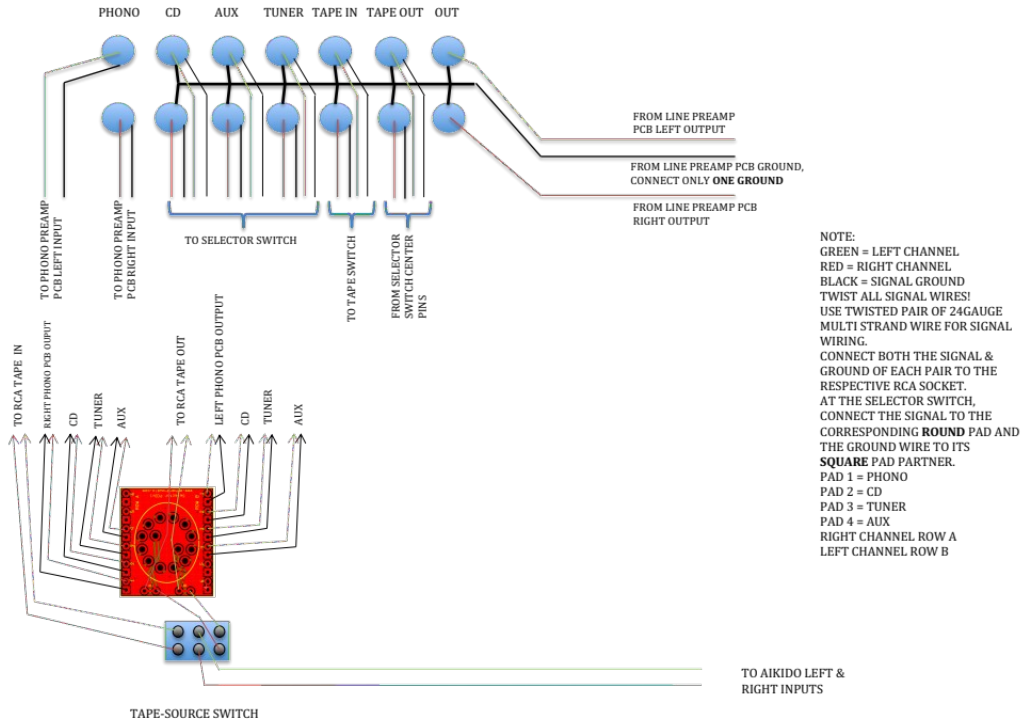 PHONO CD AUX TUNER TAPE IN TAPE OUT OUT
FROM LINE PREAMP
PCB LEFT OUTPUT
FROM LINE PREAMP PCB GROUND,
CONNECT ONLY ONE GROUND
FROM LINE PREAMP PCB
RIGHT OUTPUT
TO PHONO PREAMP
PCB LEFT INPUT
TO PHONO PREAMP
PCB RIGHT INPUT
TO SELECTOR SWITCH
TO TAPE SWITCH
FROM SELECTOR
SWITCH CENTER
PINS
NOTE:
GREEN = LEFT CHANNEL
RED = RIGHT CHANNEL
BLACK = SIGNAL GROUND
TWIST ALL SIGNAL WIRES!
USE TWISTED PAIR OF 24GAUGE
MULTI STRAND WIRE FOR SIGNAL
WIRING.
CONNECT BOTH THE SIGNAL &
GROUND OF EACH PAIR TO THE
RESPECTIVE RCA SOCKET.
AT THE SELECTOR SWITCH,
CONNECT THE SIGNAL TO THE
CORRESPONDING ROUND PAD AND
THE GROUND WIRE TO ITS
SQUARE PAD PARTNER.
PAD 1 = PHONO
PAD 2 = CD
PAD 3 = TUNER
PAD 4 = AUX
RIGHT CHANNEL ROW A
LEFT CHANNEL ROW B
TO RCA TAPE IN
RIGHT PHONO PCB OUPUT
CD
TUNER
AUX
TO RCA TAPE OUT
LEFT PHONO PCB OUTPUT
CD
TUNER
AUX
TO AIKIDO LEFT &
RIGHT INPUTS
TAPE-SOURCE SWITCH